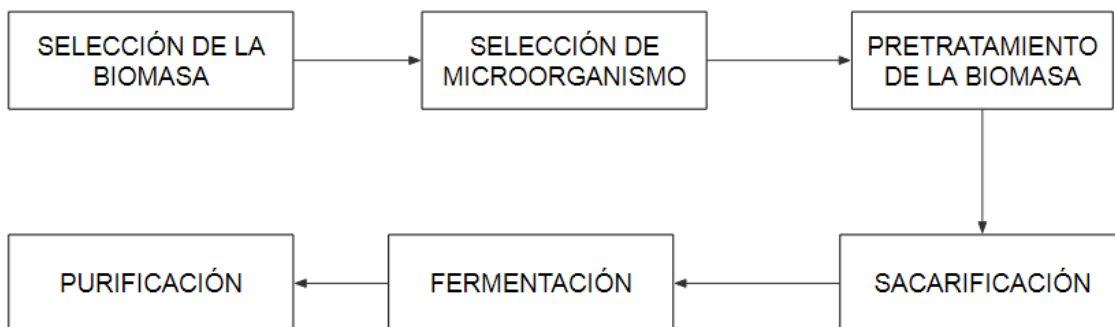 SELECCIÓN DE LA
BIOMASA
SELECCIÓN DE
MICROORGANISMO
PRETRATAMIENTO
DE LA BIOMASA
SACARIFICACIÓN
FERMENTACIÓN
PURIFICACIÓN